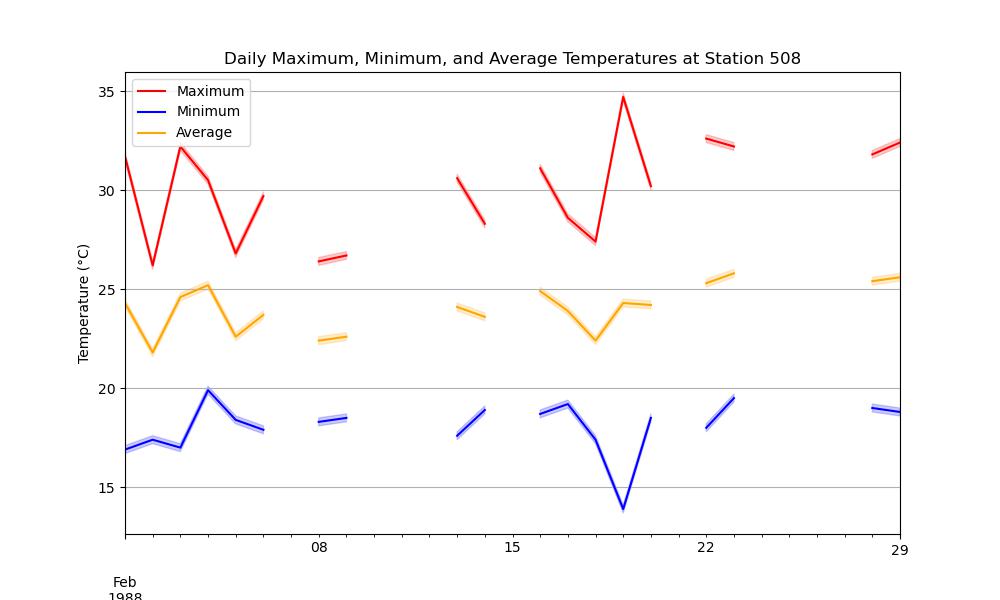 Daily Maximum, Minimum, and Average Temperatures at Station 508
Maximum
Minimum
Average
Temperature (°C)
35
30
25
20
15
08
15
22
29
Feb
1988